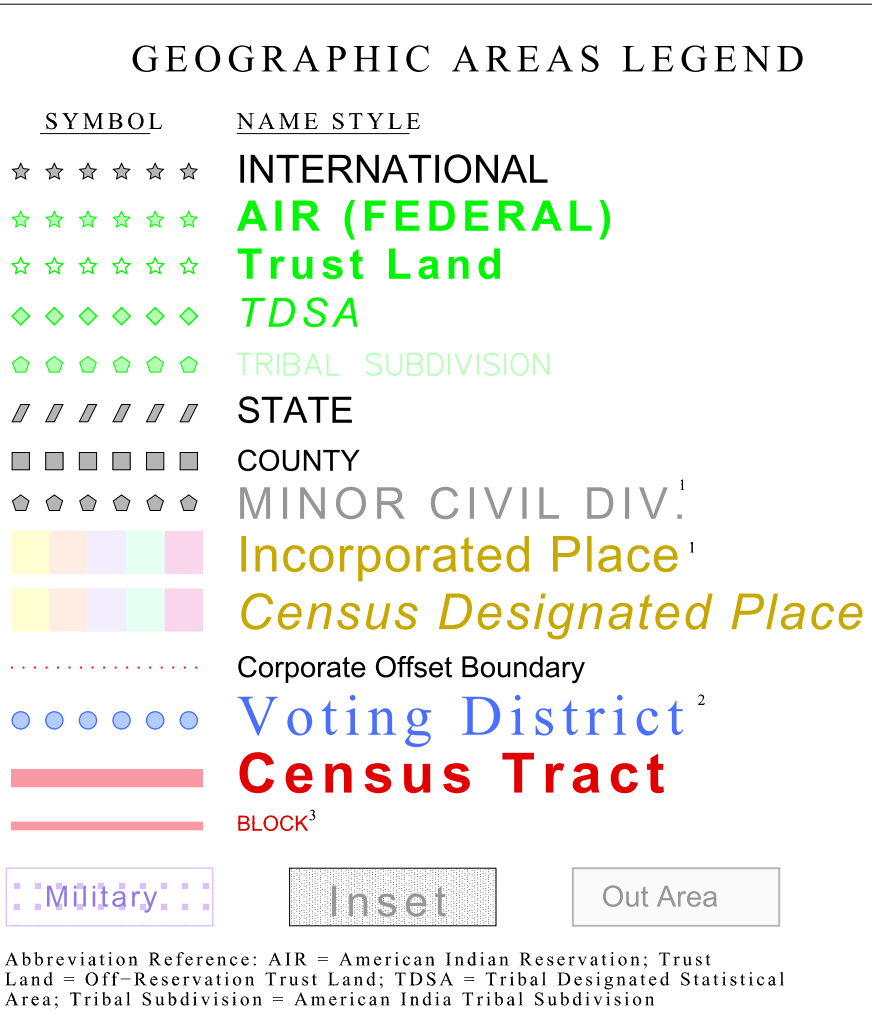 GEOGRAPHIC AREAS LEGEND
SYMBOL NAME STYLE
INTERNATIONAL
AIR (FEDERAL)
Trust Land
TDSA
TRIBAL SUBDIVISION
STATE
COUNTY
MINOR CIVIL DIV.¹
Incorporated Place ¹
Census Designated Place
Corporate Offset Boundary
Voting District ²
Census Tract
BLOCK³
Military Inset Out Area
Abbreviation Reference: AIR = American Indian Reservation; Trust
Land = Off−Reservation Trust Land; TDSA = Tribal Designated Statistical
Area; Tribal Subdivision = American India Tribal Subdivision